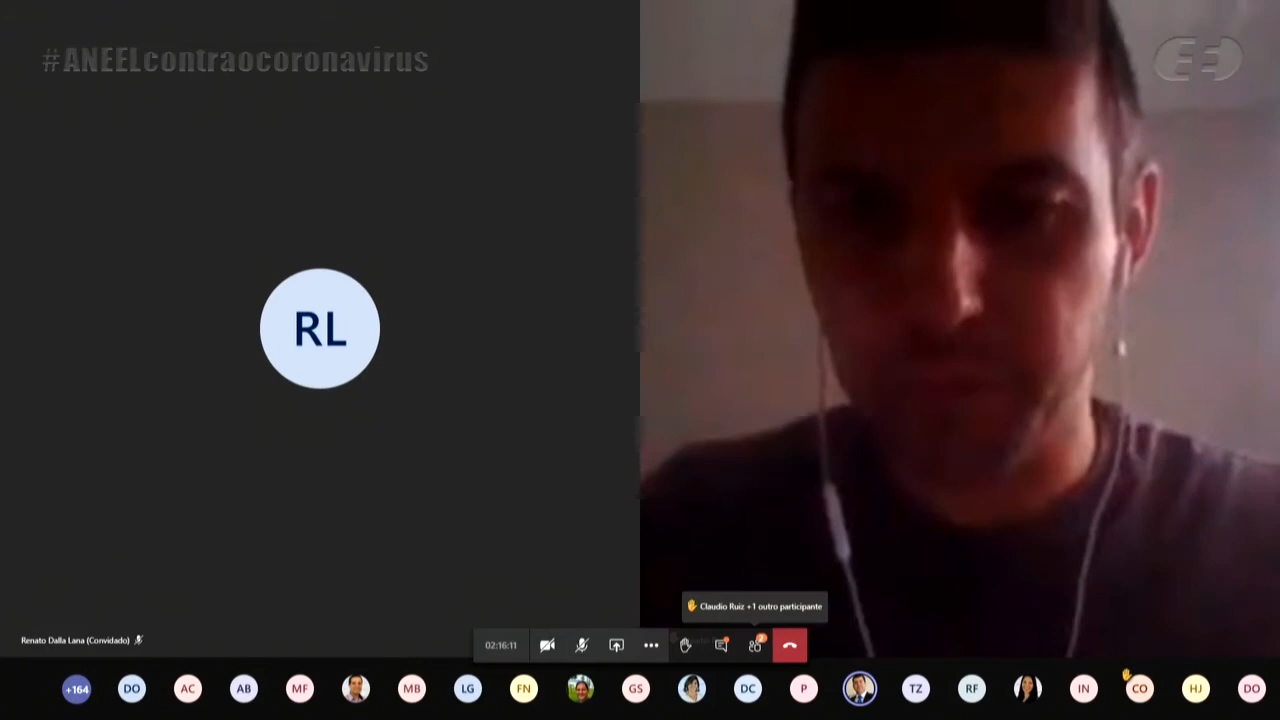 #ANEELcontraocoronavirus
RL
Claudio Ruiz +1 outro participante
Renato Dalla Lana (Convidado)
02:16:11
2
+164 DO AC AB MF MB LG FN GS DC P TZ RF IN CO HJ DO